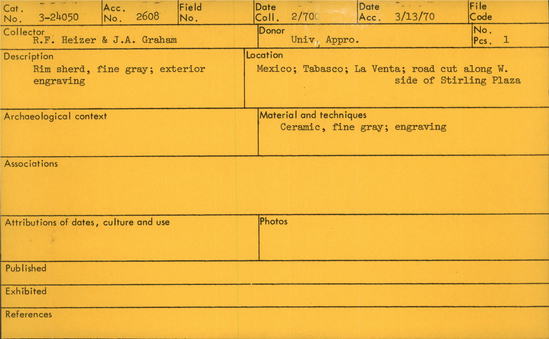 Cat. No. 3-24050 Acc. No. 2608 Field No. Date Coll. 2/70 Date Acc. 3/13/70 File Code
Collector Donor No. Pcs. 1
R.F. Heizer & J.A. Graham Univ. Appro.
Description Location
Rim sherd, fine gray; exterior Mexico; Tabasco; La Venta; road cut along W.
engraving side of Stirling Plaza
Archaeological context Material and techniques
Ceramic, fine gray; engraving
Associations
Attributions of dates, culture and use Photos
Published
Exhibited
References